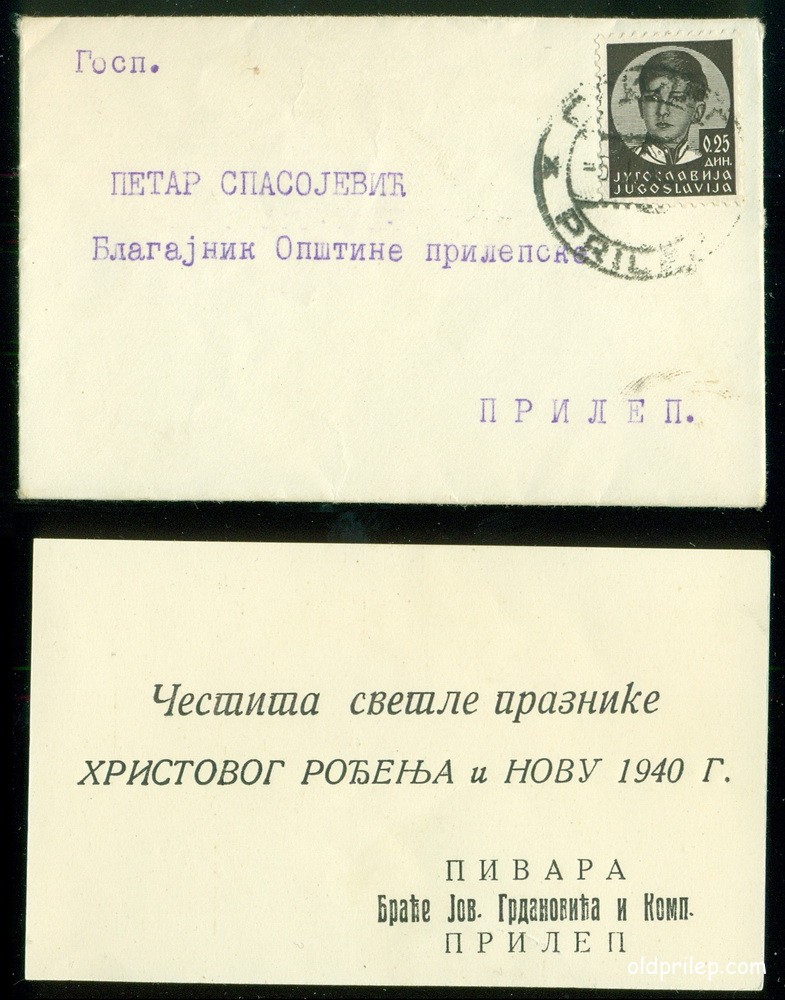 Госп.
0.25
ДИН.
ЈУГОСЛАВИЈА
JUGOSLAVIJA
ПЕТАР СПАСОЈЕВИЋ
Благајник Општине прилепске
ПРИЛЕП.
Честита светле празнике
ХРИСТОВОГ РОЂЕЊА и НОВУ 1940 Г.
ПИВАРА
Браће Јов. Грдановића и Комп.
ПРИЛЕП
oldprilep.com